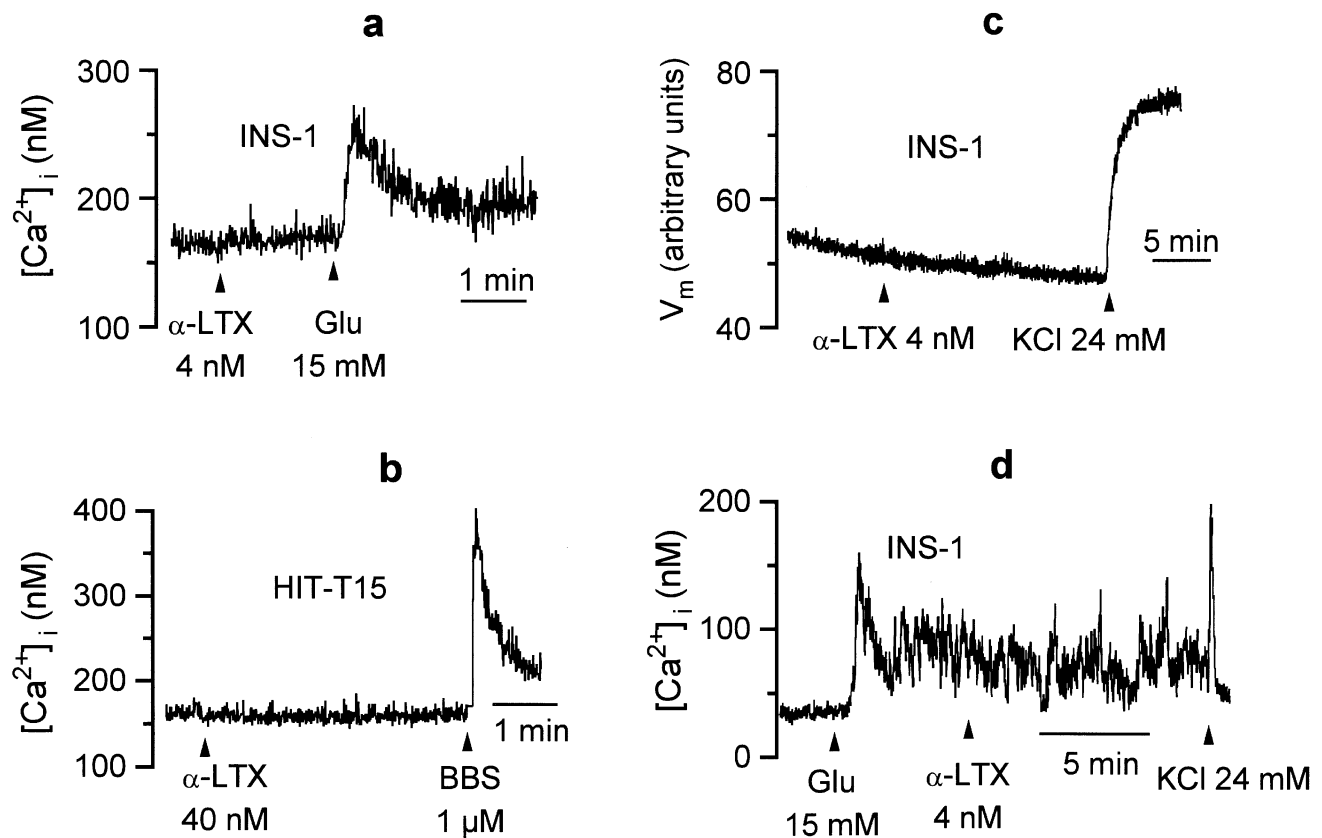 a
300
200
100
[Ca2+]i (nM)
INS-1
1 min
α-LTX
4 nM
Glu
15 mM
c
80
60
40
Vm (arbitrary units)
INS-1
5 min
α-LTX 4 nM
KCl 24 mM
b
400
300
200
100
[Ca2+]i (nM)
HIT-T15
1 min
α-LTX
40 nM
BBS
1 µM
d
200
100
0
[Ca2+]i (nM)
INS-1
5 min
Glu
15 mM
α-LTX
4 nM
KCl 24 mM